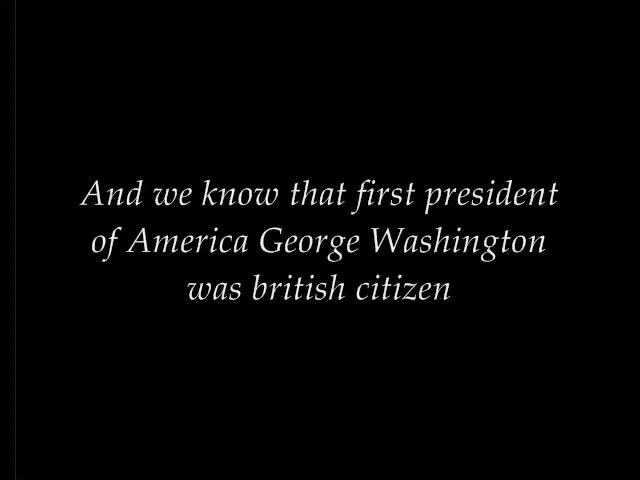 And we know that first president
of America George Washington
was british citizen